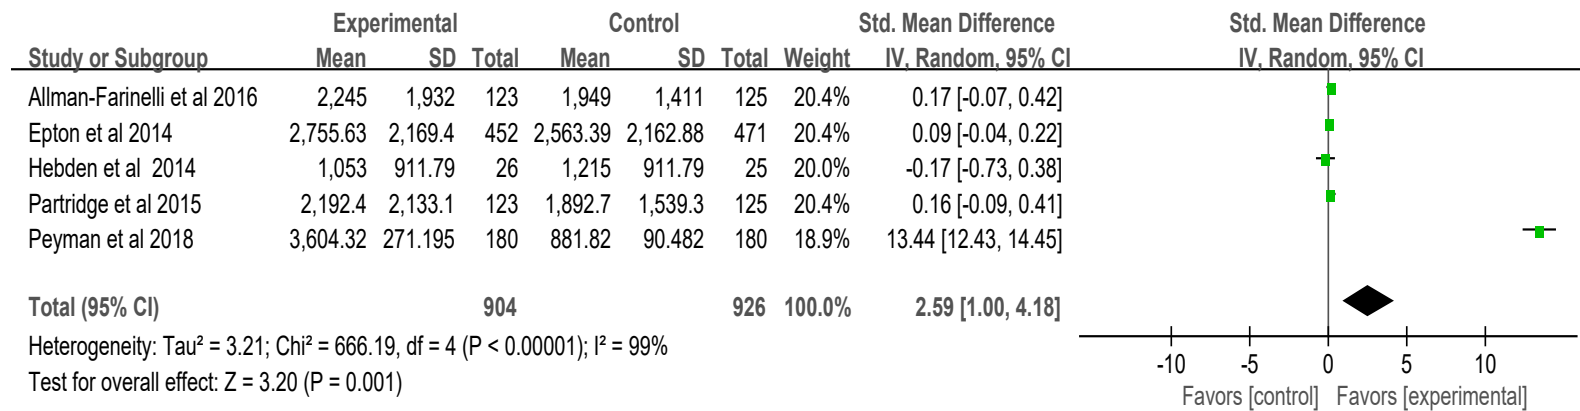 Experimental Control Std. Mean Difference Std. Mean Difference
Study or Subgroup Mean SD Total Mean SD Total Weight IV, Random, 95% CI IV, Random, 95% CI
Allman-Farinelli et al 2016 2,245 1,932 123 1,949 1,411 125 20.4% 0.17 [-0.07, 0.42]
Epton et al 2014 2,755.63 2,169.4 452 2,563.39 2,162.88 471 20.4% 0.09 [-0.04, 0.22]
Hebden et al 2014 1,053 911.79 26 1,215 911.79 25 20.0% -0.17 [-0.73, 0.38]
Partridge et al 2015 2,192.4 2,133.1 123 1,892.7 1,539.3 125 20.4% 0.16 [-0.09, 0.41]
Peyman et al 2018 3,604.32 271.195 180 881.82 90.482 180 18.9% 13.44 [12.43, 14.45]
Total (95% CI) 904 926 100.0% 2.59 [1.00, 4.18]
Heterogeneity: Tau² = 3.21; Chi² = 666.19, df = 4 (P < 0.00001); I² = 99%
Test for overall effect: Z = 3.20 (P = 0.001)
-10 -5 0 5 10
Favors [control] Favors [experimental]